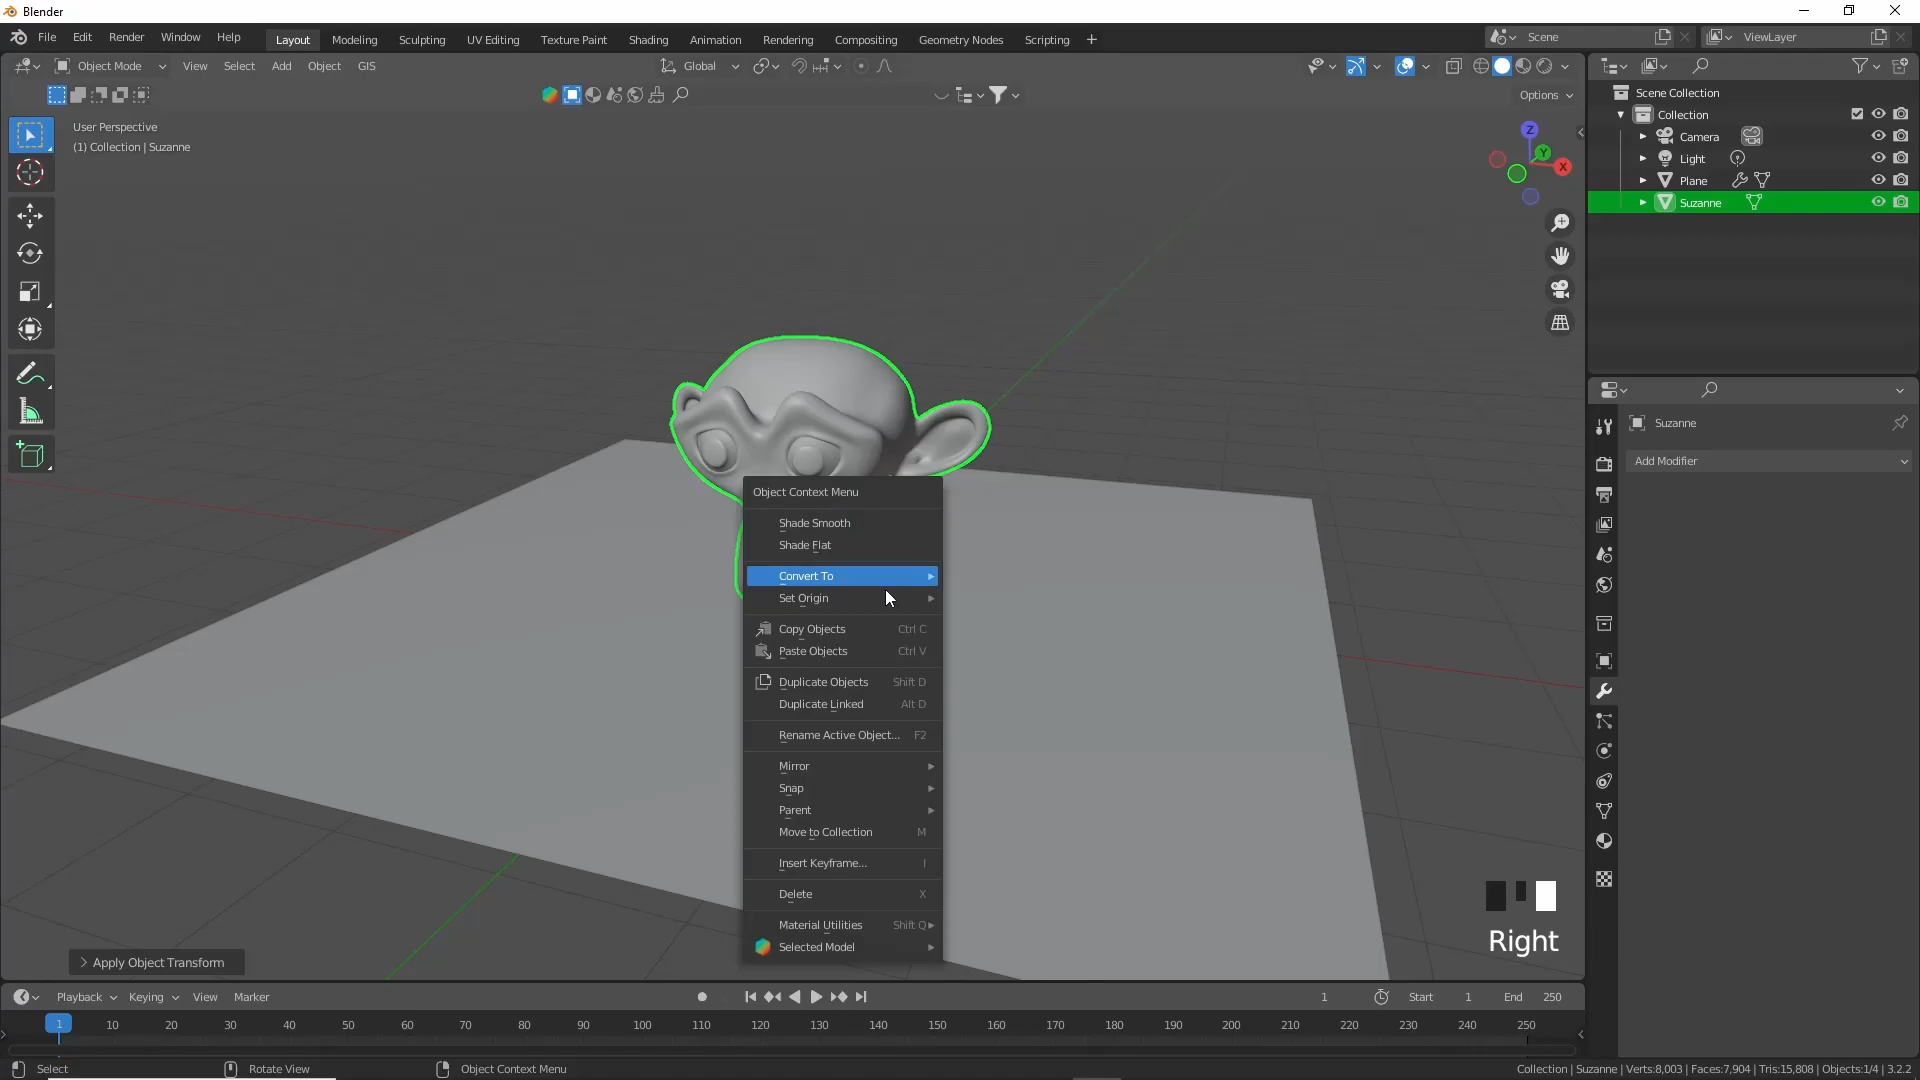 Blender
File Edit Render Window Help Layout Modeling Sculpting UV Editing Texture Paint Shading Animation Rendering Compositing Geometry Nodes Scripting + Scene ViewLayer
Object Mode View Select Add Object GIS Global
Options
User Perspective
(1) Collection | Suzanne
Z
Y
X
Scene Collection
Collection
Camera
Light
Plane
Suzanne
Suzanne
Add Modifier
Object Context Menu
Shade Smooth
Shade Flat
Convert To
Set Origin
Copy Objects Ctrl C
Paste Objects Ctrl V
Duplicate Objects Shift D
Duplicate Linked Alt D
Rename Active Object... F2
Mirror
Snap
Parent
Move to Collection M
Insert Keyframe... I
Delete X
Material Utilities Shift Q
Selected Model
Right
Apply Object Transform
Playback Keying View Marker 1 Start 1 End 250
1 10 20 30 40 50 60 70 80 90 100 110 120 130 140 150 160 170 180 190 200 210 220 230 240 250
Select Rotate View Object Context Menu Collection | Suzanne | Verts:8,003 | Faces:7,904 | Tris:15,808 | Objects:1/4 | 3.2.2